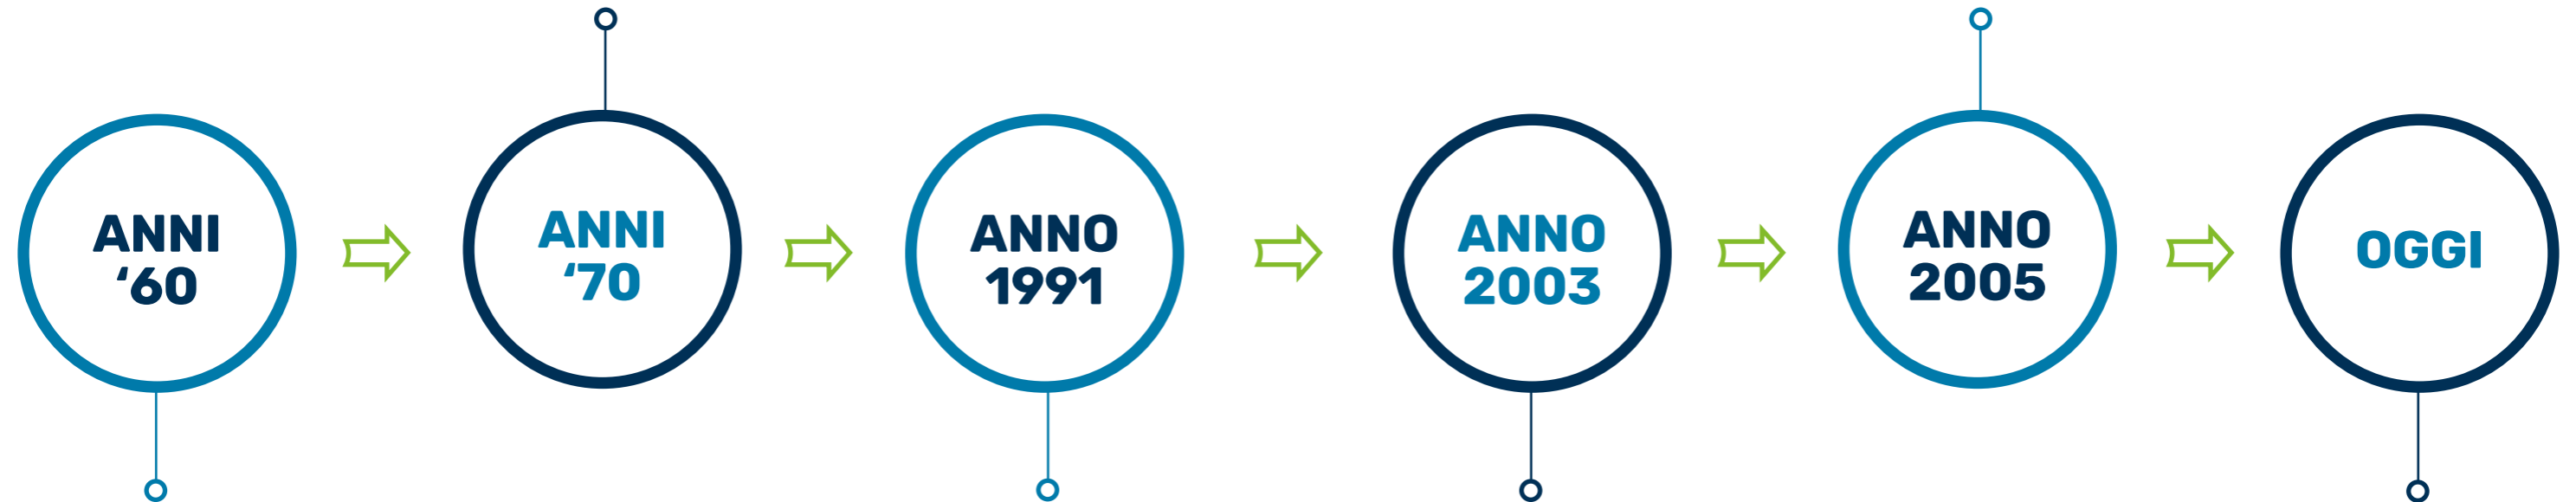 ANNI
‘60
ANNI
‘70
ANNO
1991
ANNO
2003
ANNO
2005
OGGI